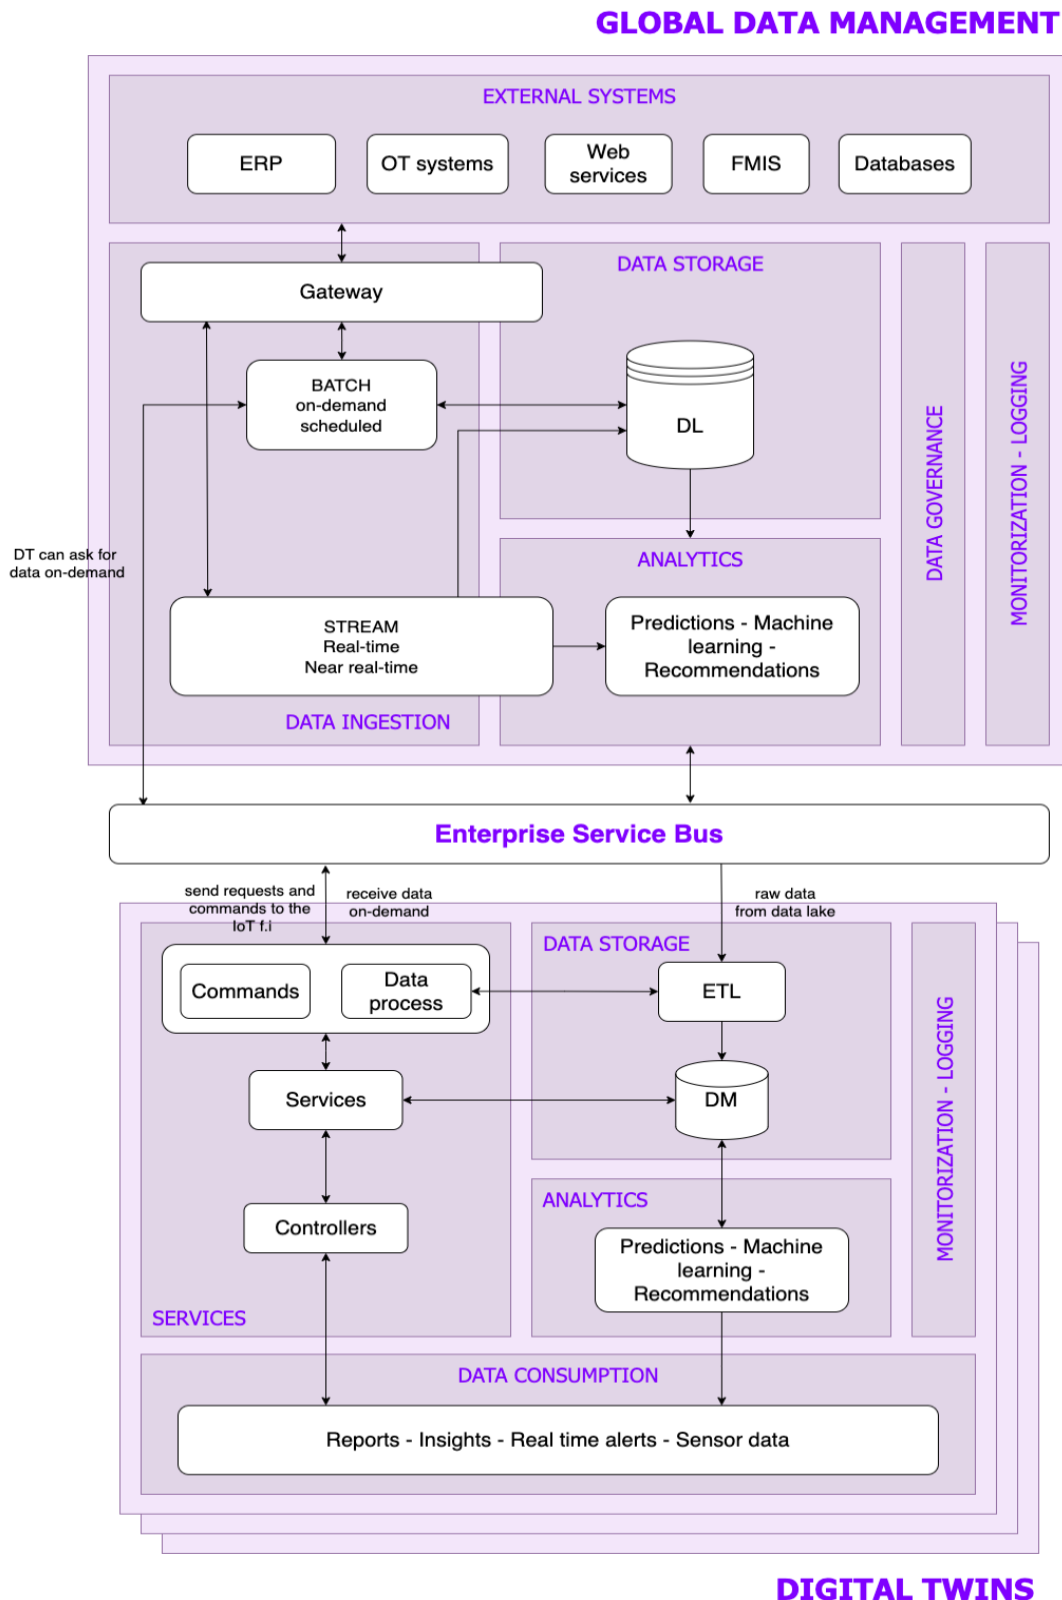 GLOBAL DATA MANAGEMENT
EXTERNAL SYSTEMS
ERP
OT systems
Web
services
FMIS
Databases
Gateway
DATA STORAGE
BATCH
on-demand
scheduled
DL
DATA GOVERNANCE
MONITORIZATION - LOGGING
DT can ask for
data on-demand
ANALYTICS
STREAM
Real-time
Near real-time
Predictions - Machine
learning -
Recommendations
DATA INGESTION
Enterprise Service Bus
send requests and
commands to the
IoT f.i
receive data
on-demand
raw data
from data lake
DATA STORAGE
Commands
Data
process
ETL
Services
DM
MONITORIZATION - LOGGING
ANALYTICS
Controllers
Predictions - Machine
learning -
Recommendations
SERVICES
DATA CONSUMPTION
Reports - Insights - Real time alerts - Sensor data
DIGITAL TWINS